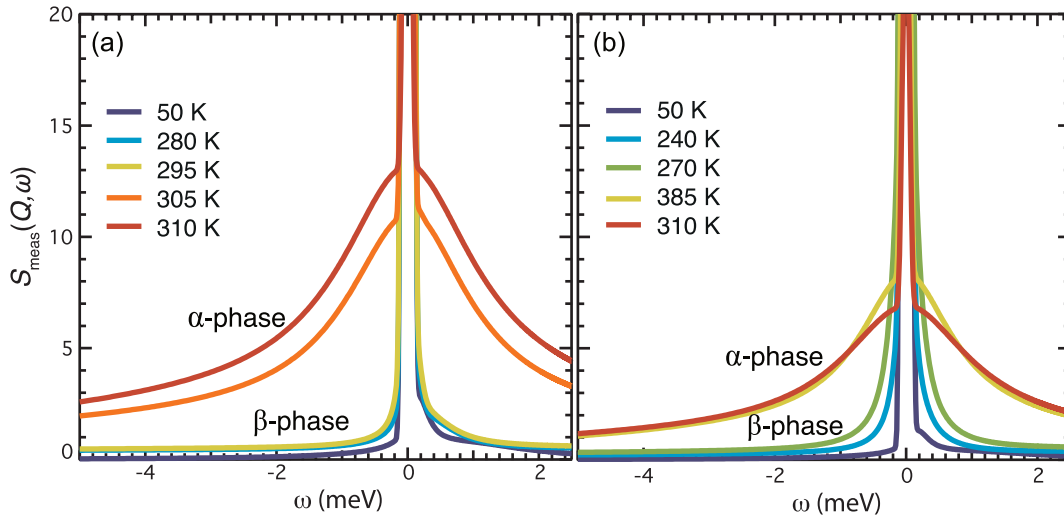 20
15
10
5
0
S_meas(Q,ω)
(a)
50 K
280 K
295 K
305 K
310 K
α-phase
β-phase
-4
-2
0
2
ω (meV)
(b)
50 K
240 K
270 K
385 K
310 K
α-phase
β-phase
-4
-2
0
2
ω (meV)